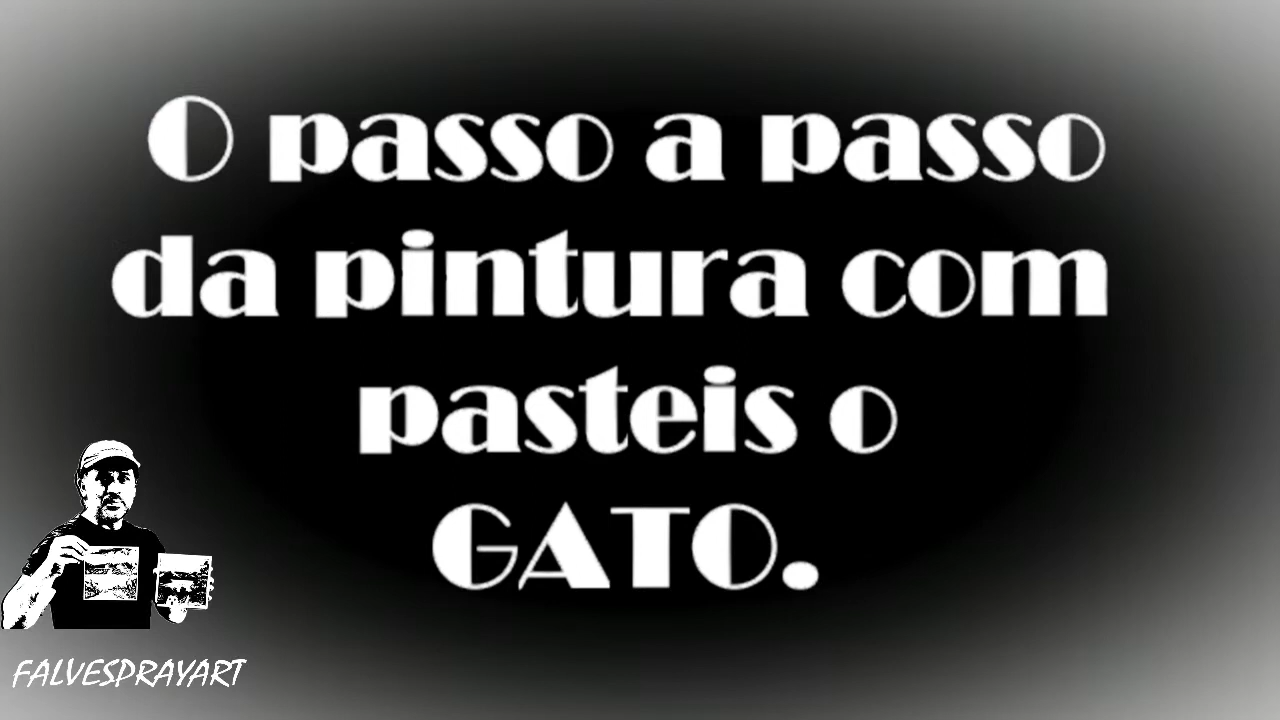 O passo a passo
da pintura com
pasteis o
GATO.
FALVESPRAYART